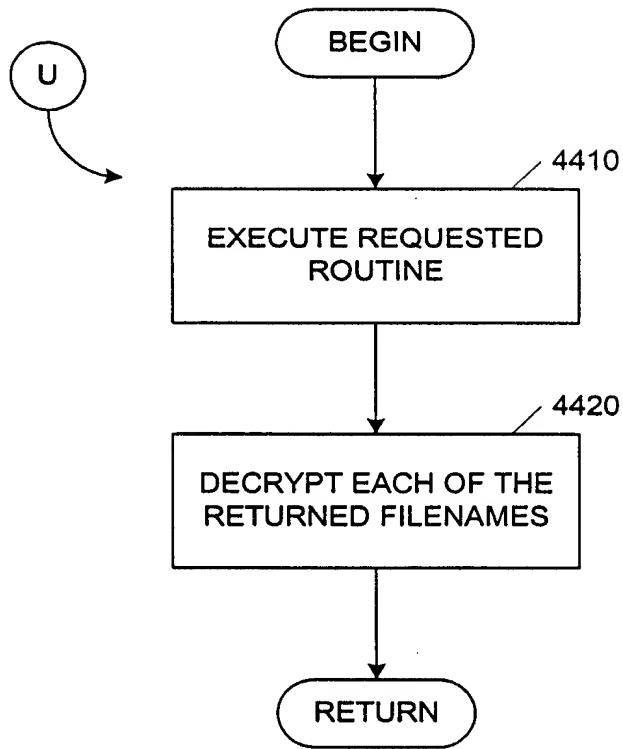 BEGIN
U
4410
EXECUTE REQUESTED
ROUTINE
4420
DECRYPT EACH OF THE
RETURNED FILENAMES
RETURN